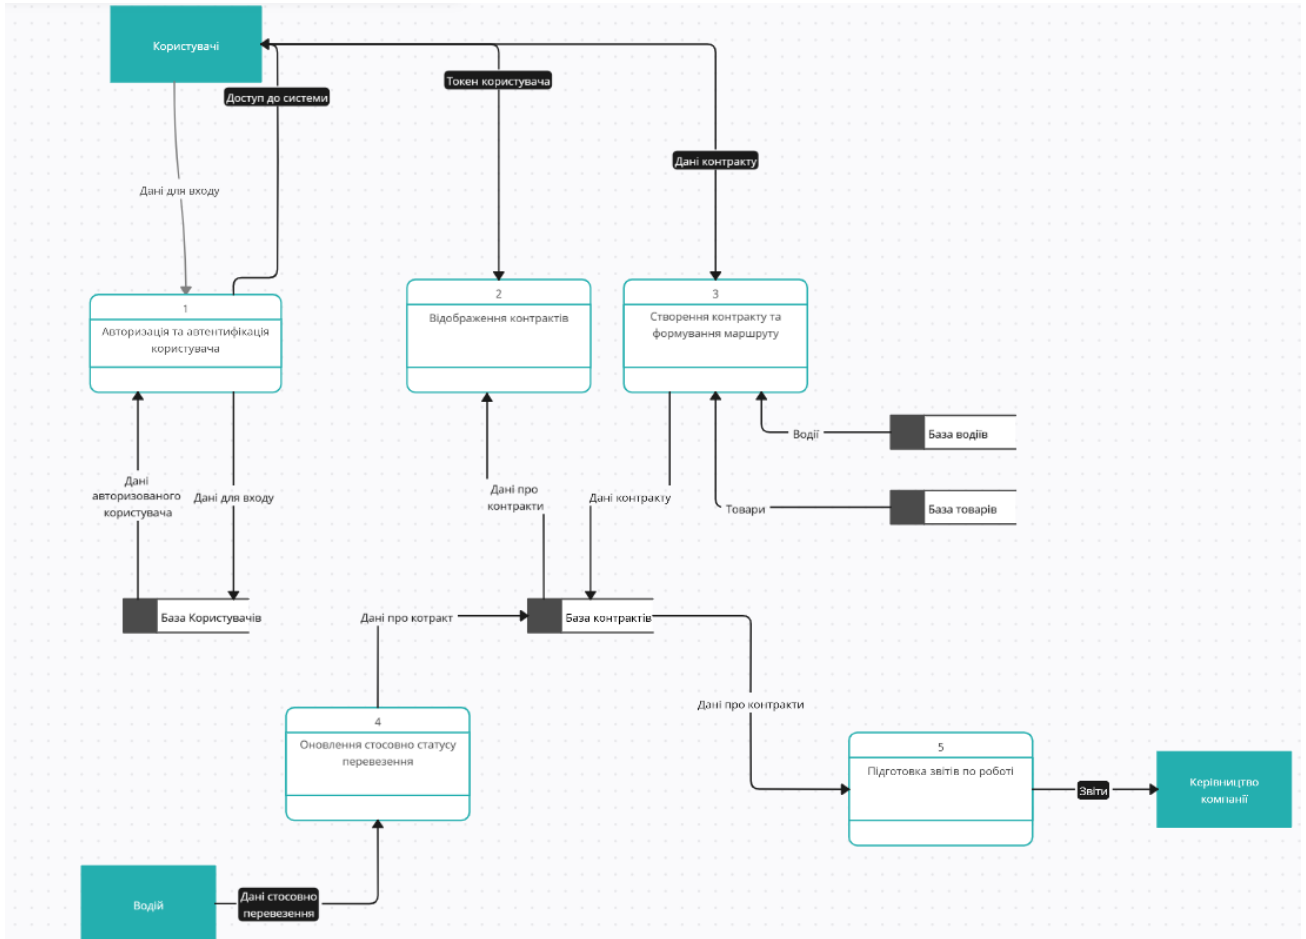 Користувачі
Токен користувача
Доступ до системи
Дані контракту
Дані для входу
1
Авторизація та автентифікація
користувача
2
Відображення контрактів
3
Створення контракту та
формування маршруту
Водії
База водіїв
Дані
авторизованого
користувача
Дані для входу
Дані про
контракти
Дані контракту
Товари
База товарів
База Користувачів
Дані про котракт
База контрактів
Дані про контракти
4
Оновлення стосовно статусу
перевезення
5
Підготовка звітів по роботі
Звіти
Керівництво
компанії
Водій
Дані стосовно
перевезення